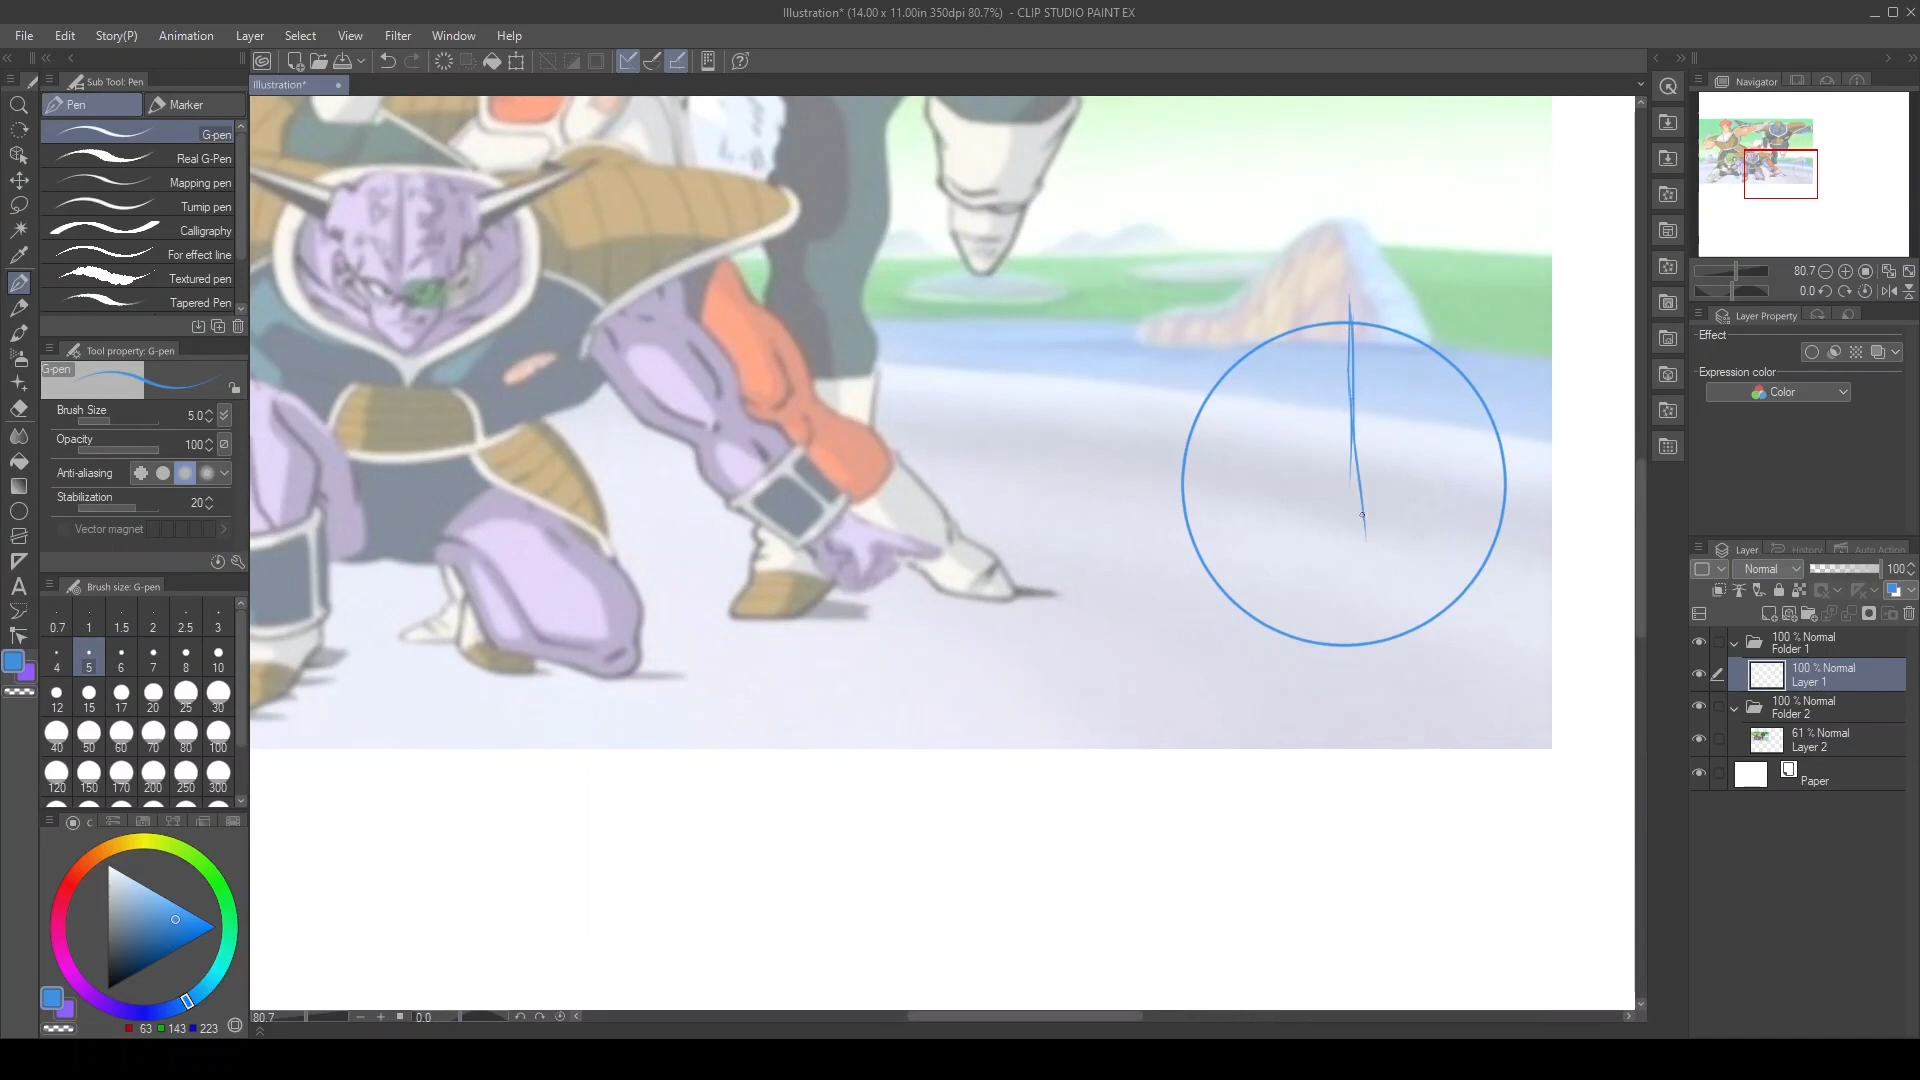 Illustration* (14.00 x 11.00in 350dpi 80.7%) - CLIP STUDIO PAINT EX
File Edit Story(P) Animation Layer Select View Filter Window Help
Sub Tool: Pen
Illustration*
Navigator
Pen Marker
G-pen
Real G-Pen
Mapping pen
Turnip pen
Calligraphy
For effect line
Textured pen
Tapered Pen
80.7
0.0
Layer Property
Effect
Expression color
Color
Tool property: G-pen
G-pen
Brush Size 5.0
Opacity 100
Anti-aliasing
Stabilization 20
Vector magnet
Layer History Auto Action
Normal 100
Brush size: G-pen
0.7 1 1.5 2 2.5 3
4 5 6 7 8 10
12 15 17 20 25 30
40 50 60 70 80 100
120 150 170 200 250 300
100 % Normal
Folder 1
100 % Normal
Layer 1
100 % Normal
Folder 2
61 % Normal
Layer 2
Paper
63 143 223
80.7 0.0